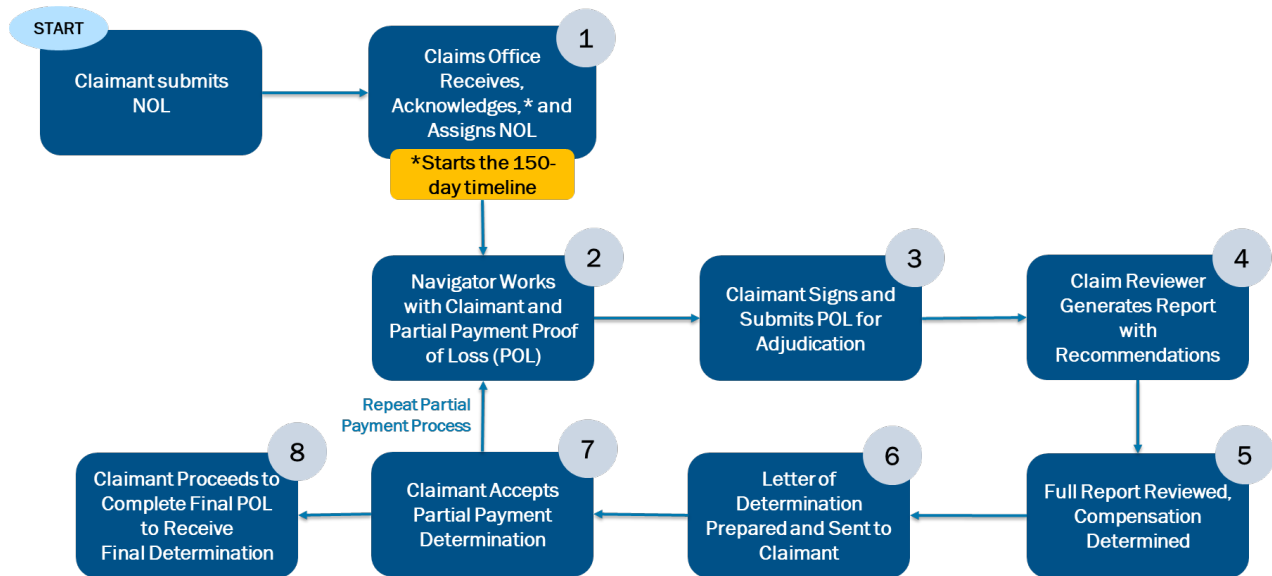 START
Claimant submits
NOL
1
Claims Office
Receives,
Acknowledges,* and
Assigns NOL
*Starts the 150-
day timeline
2
Navigator Works
with Claimant and
Partial Payment Proof
of Loss (POL)
3
Claimant Signs and
Submits POL for
Adjudication
4
Claim Reviewer
Generates Report
with
Recommendations
5
Full Report Reviewed,
Compensation
Determined
6
Letter of
Determination
Prepared and Sent to
Claimant
7
Claimant Accepts
Partial Payment
Determination
Repeat Partial
Payment Process
8
Claimant Proceeds to
Complete Final POL
to Receive
Final Determination